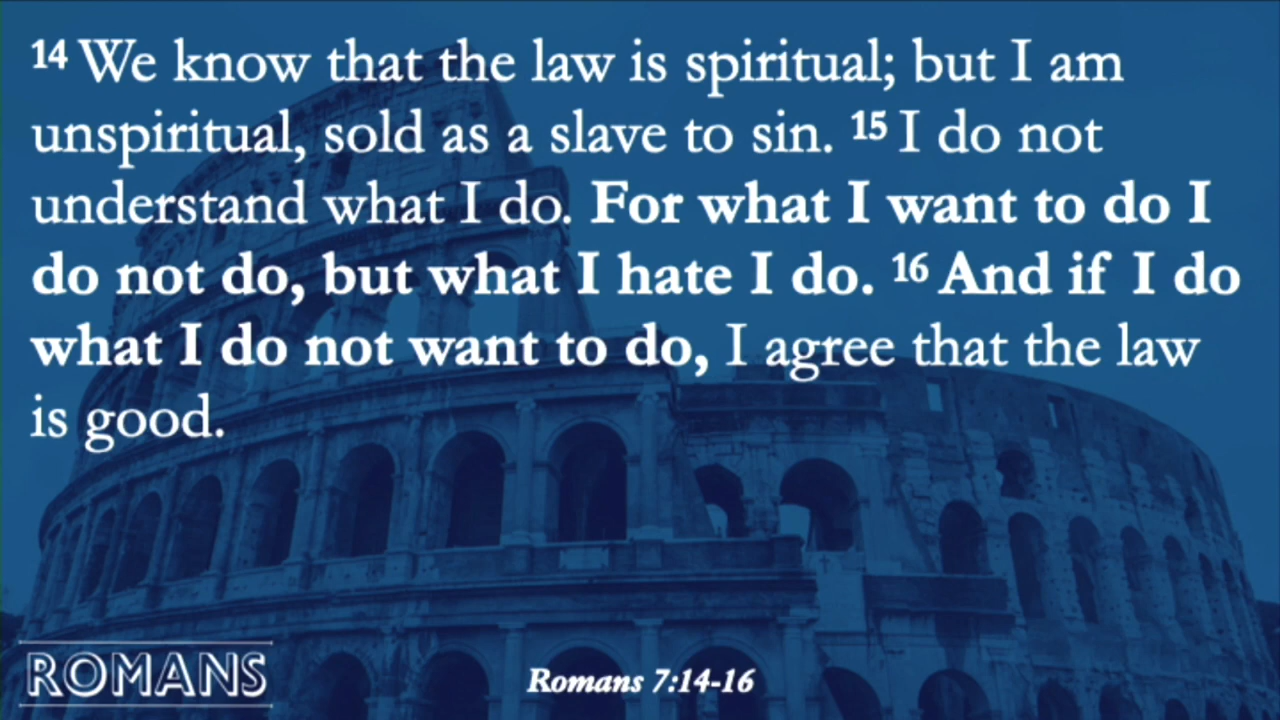 14 We know that the law is spiritual; but I am
unspiritual, sold as a slave to sin. 15 I do not
understand what I do. For what I want to do I
do not do, but what I hate I do. 16 And if I do
what I do not want to do, I agree that the law
is good.
ROMANS
Romans 7:14-16